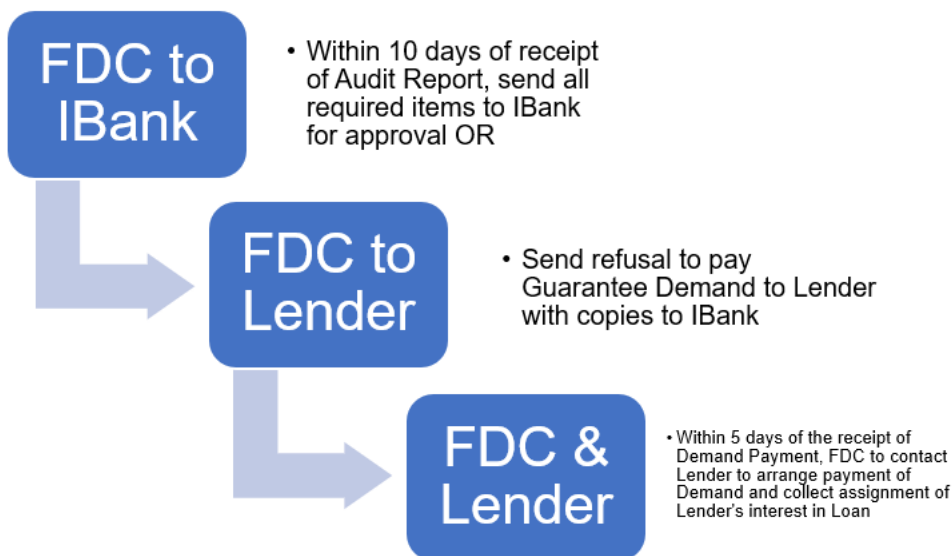 FDC to
IBank
• Within 10 days of receipt
of Audit Report, send all
required items to IBank
for approval OR
FDC to
Lender
• Send refusal to pay
Guarantee Demand to Lender
with copies to IBank
FDC &
Lender
• Within 5 days of the receipt of
Demand Payment, FDC to contact
Lender to arrange payment of
Demand and collect assignment of
Lender's interest in Loan